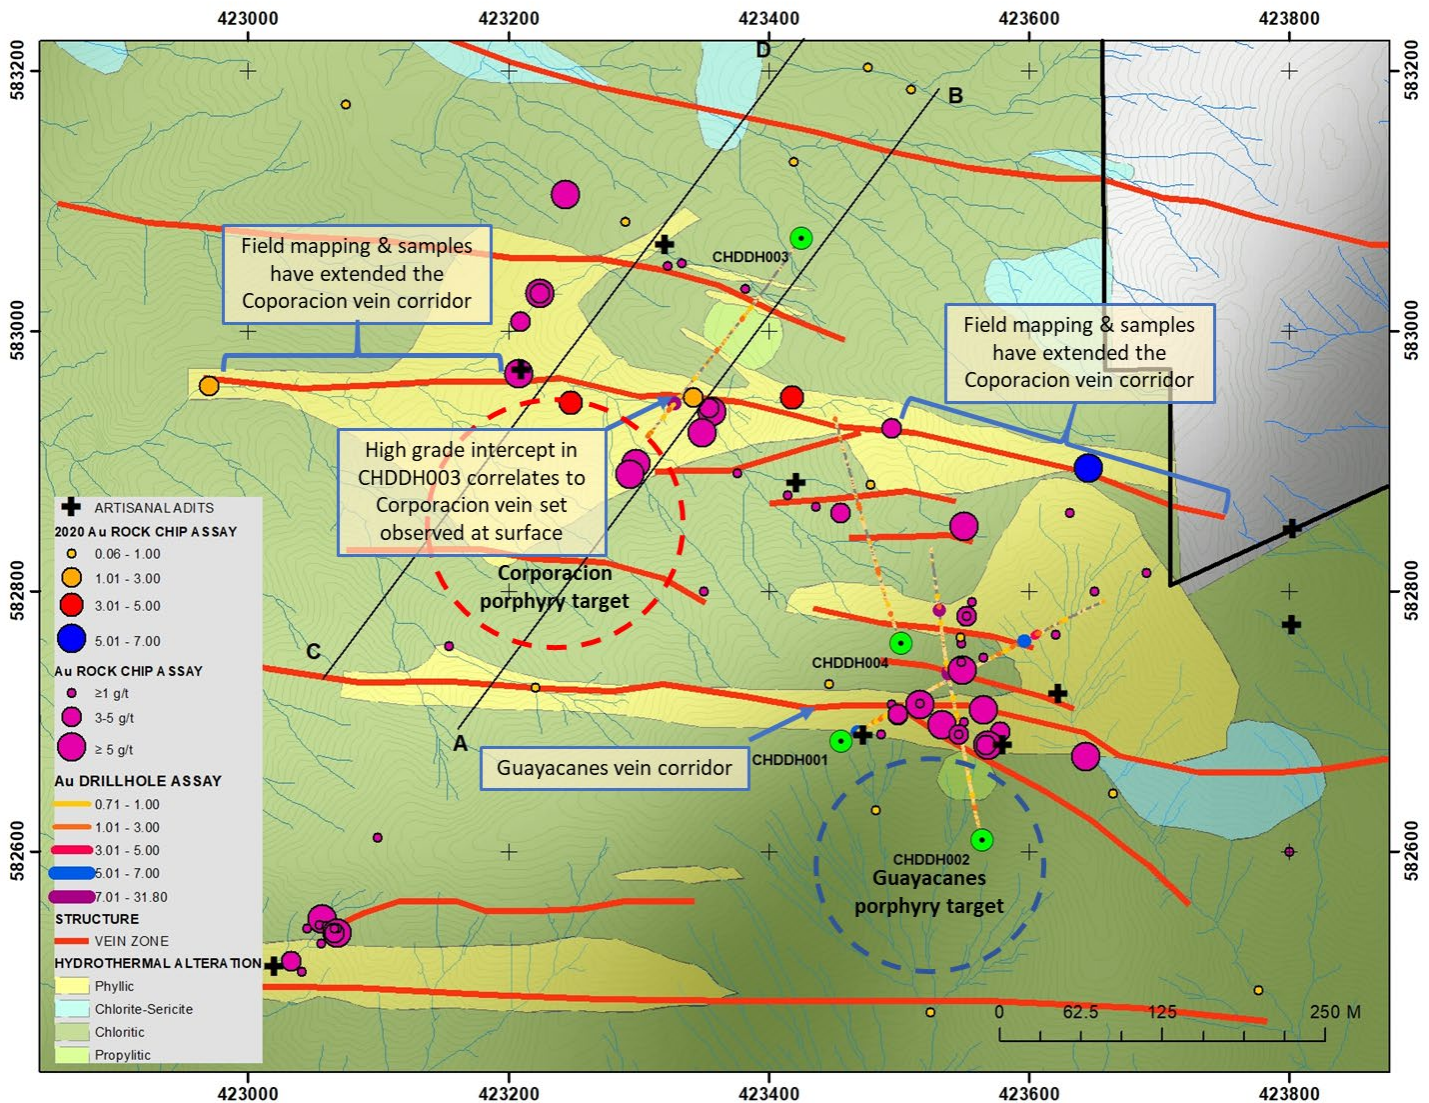 423000
423200
423400
423600
423800
583200
583200
D
B
CHDDH003
Field mapping & samples
have extended the
Coporacion vein corridor
583000
583000
Field mapping & samples
have extended the
Coporacion vein corridor
High grade intercept in
CHDDH003 correlates to
Corporacion vein set
observed at surface
Corporacion
porphyry target
582800
582800
C
A
CHDDH004
CHDDH001
Guayacanes vein corridor
582600
582600
CHDDH002
Guayacanes
porphyry target
ARTISANAL ADITS
2020 Au ROCK CHIP ASSAY
0.06 - 1.00
1.01 - 3.00
3.01 - 5.00
5.01 - 7.00
Au ROCK CHIP ASSAY
≥1 g/t
3-5 g/t
≥ 5 g/t
Au DRILLHOLE ASSAY
0.71 - 1.00
1.01 - 3.00
3.01 - 5.00
5.01 - 7.00
7.01 - 31.80
STRUCTURE
VEIN ZONE
HYDROTHERMAL ALTERATION
Phyllic
Chlorite-Sericite
Chloritic
Propylitic
0 62.5 125 250 M
423000
423200
423400
423600
423800